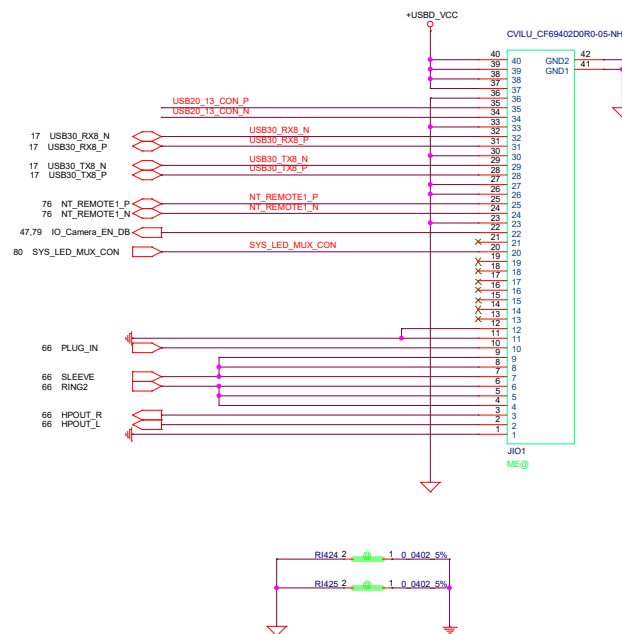 +USBD_VCC
CVILU_CF69402D0R0-05-NH
40 40 GND2 42
39 39 GND1 41
38 38
37 37
36 36
USB20_13_CON_P 35 35
USB20_13_CON_N 34 34
33 33
17 USB30_RX8_N USB30_RX8_N 32 32
17 USB30_RX8_P USB30_RX8_P 31 31
30 30
17 USB30_TX8_N USB30_TX8_N 29 29
17 USB30_TX8_P USB30_TX8_P 28 28
27 27
26 26
76 NT_REMOTE1_P NT_REMOTE1_P 25 25
76 NT_REMOTE1_N NT_REMOTE1_N 24 24
23 23
47,79 IO_Camera_EN_DB 22 22
21 21
80 SYS_LED_MUX_CON SYS_LED_MUX_CON 20 20
19 19
18 18
17 17
16 16
15 15
14 14
13 13
12 12
11 11
66 PLUG_IN 10 10
9 9
8 8
66 SLEEVE 7 7
66 RING2 6 6
5 5
4 4
66 HPOUT_R 3 3
66 HPOUT_L 2 2
1 1
JIO1
ME@
RI424 2 @ 1 0_0402_5%
RI425 2 @ 1 0_0402_5%